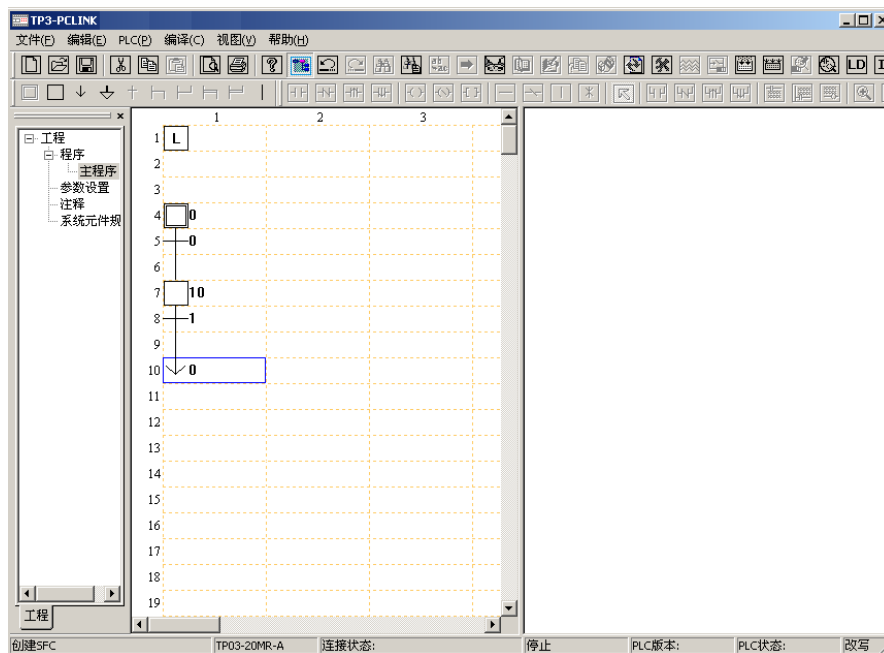 TP3-PCLINK
文件(F) 编辑(E) PLC(P) 编译(C) 视图(V) 帮助(H)
LD
1 2 3
工程
程序
主程序
参数设置
注释
系统元件规
1 L
2
3
4 0
5 0
6
7 10
8 1
9
10 0
11
12
13
14
15
16
17
18
19
工程
创建SFC TP03-20MR-A 连接状态: 停止 PLC版本: PLC状态: 改写